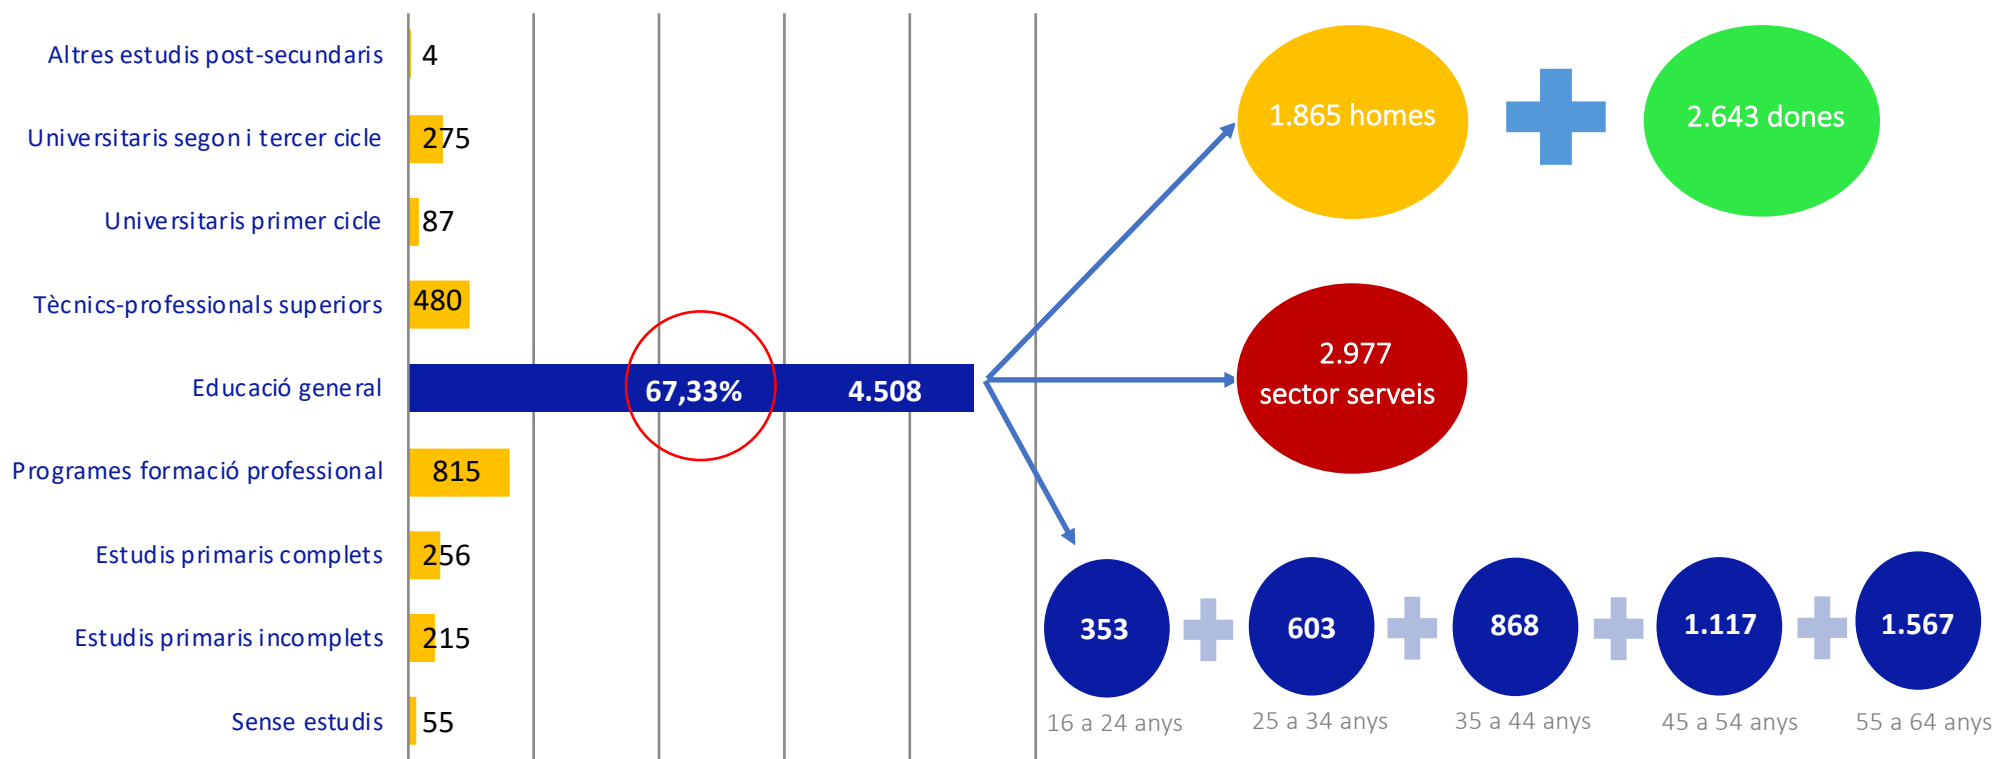 Altres estudis post-secundaris 4
Universitaris segon i tercer cicle 275
Universitaris primer cicle 87
Tècnics-professionals superiors 480
Educació general 67,33% 4.508
Programes formació professional 815
Estudis primaris complets 256
Estudis primaris incomplets 215
Sense estudis 55
1.865 homes
2.643 dones
2.977
sector serveis
353 603 868 1.117 1.567
16 a 24 anys 25 a 34 anys 35 a 44 anys 45 a 54 anys 55 a 64 anys